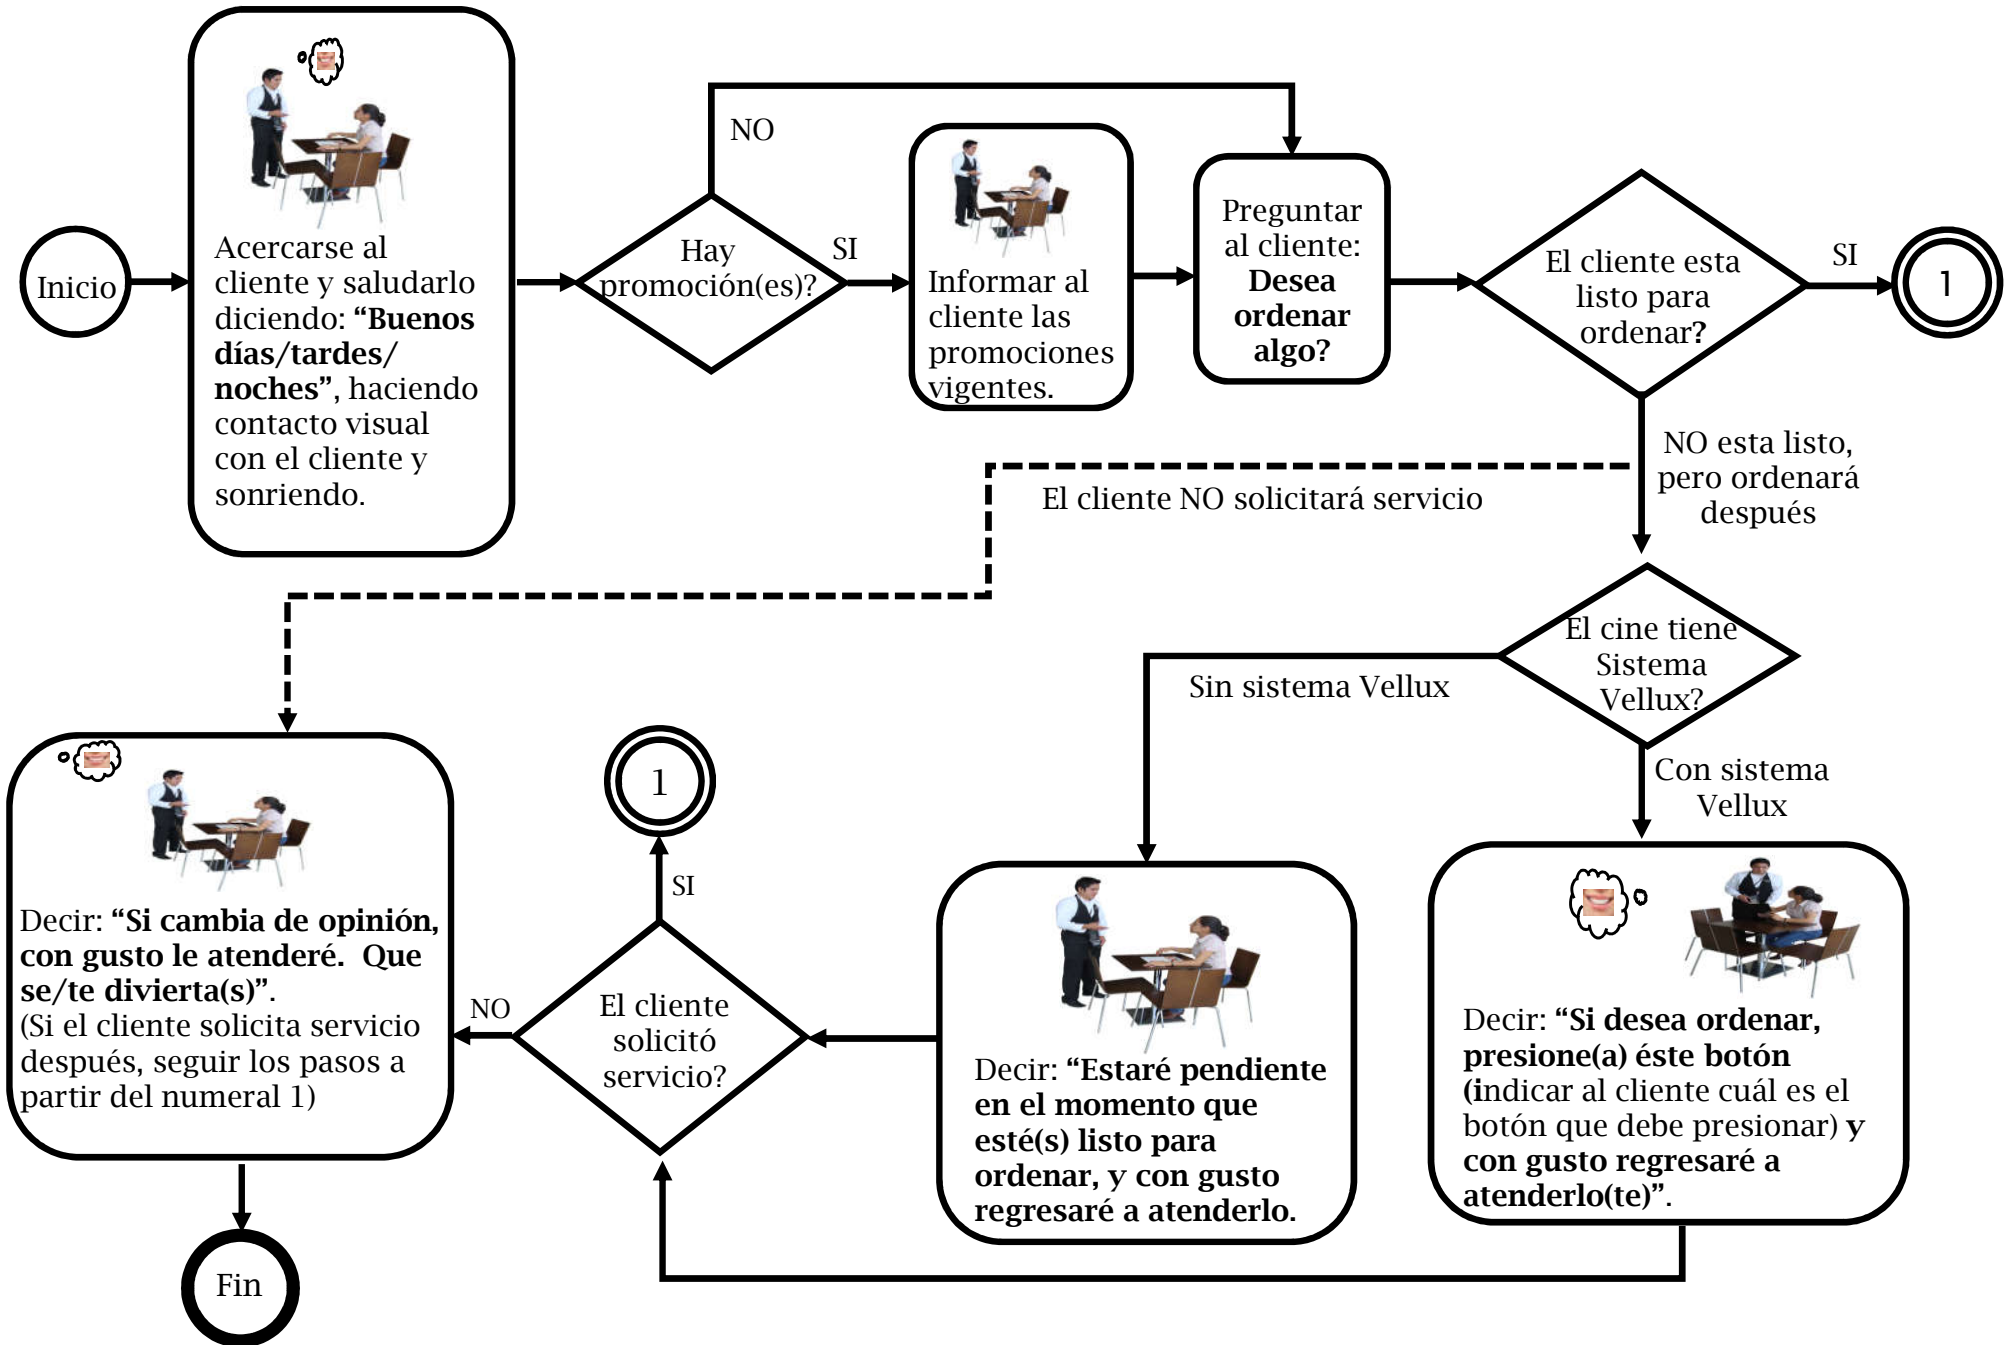 Inicio
Acercarse al
cliente y saludarlo
diciendo: “Buenos
días/tardes/
noches”, haciendo
contacto visual
con el cliente y
sonriendo.
Hay
promoción(es)?
NO
SI
Informar al
cliente las
promociones
vigentes.
Preguntar
al cliente:
Desea
ordenar
algo?
El cliente esta
listo para
ordenar?
SI
1
NO esta listo,
pero ordenará
después
El cliente NO solicitará servicio
El cine tiene
Sistema
Vellux?
Sin sistema Vellux
Con sistema
Vellux
Decir: “Si desea ordenar,
presione(a) éste botón
(indicar al cliente cuál es el
botón que debe presionar) y
con gusto regresaré a
atenderlo(te)”.
Decir: “Estaré pendiente
en el momento que
esté(s) listo para
ordenar, y con gusto
regresaré a atenderlo.
El cliente
solicitó
servicio?
SI
1
NO
Decir: “Si cambia de opinión,
con gusto le atenderé.  Que
se/te divierta(s)”.
(Si el cliente solicita servicio
después, seguir los pasos a
partir del numeral 1)
Fin